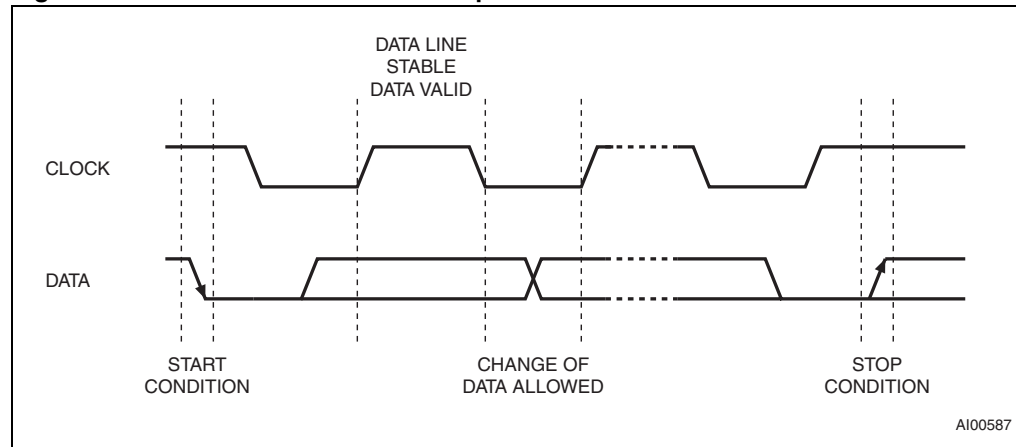 DATA LINE
STABLE
DATA VALID
CLOCK
DATA
START
CONDITION
CHANGE OF
DATA ALLOWED
STOP
CONDITION
AI00587